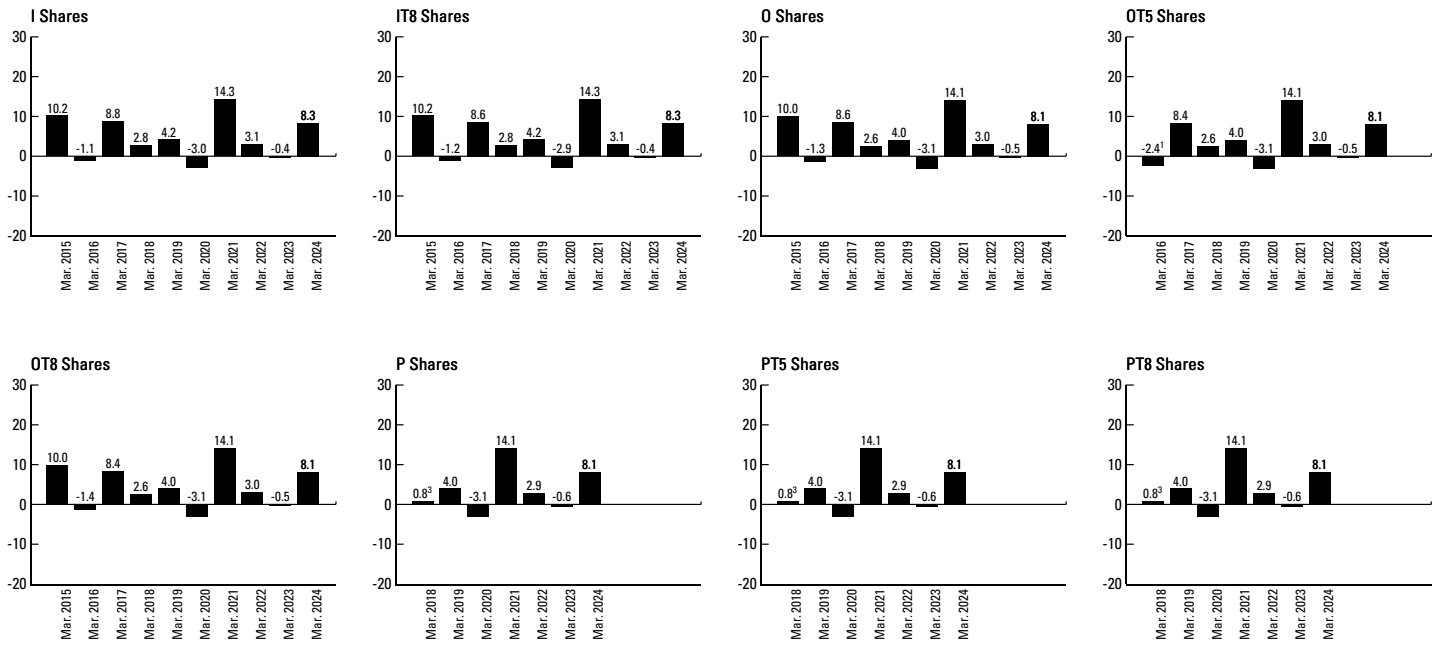 I Shares
30
20
10
0
-10
-20
10.2
-1.1
8.8
2.8
4.2
-3.0
14.3
3.1
-0.4
8.3
Mar. 2015
Mar. 2016
Mar. 2017
Mar. 2018
Mar. 2019
Mar. 2020
Mar. 2021
Mar. 2022
Mar. 2023
Mar. 2024
IT8 Shares
30
20
10
0
-10
-20
10.2
-1.2
8.6
2.8
4.2
-2.9
14.3
3.1
-0.4
8.3
Mar. 2015
Mar. 2016
Mar. 2017
Mar. 2018
Mar. 2019
Mar. 2020
Mar. 2021
Mar. 2022
Mar. 2023
Mar. 2024
O Shares
30
20
10
0
-10
-20
10.0
-1.3
8.6
2.6
4.0
-3.1
14.1
3.0
-0.5
8.1
Mar. 2015
Mar. 2016
Mar. 2017
Mar. 2018
Mar. 2019
Mar. 2020
Mar. 2021
Mar. 2022
Mar. 2023
Mar. 2024
OT5 Shares
30
20
10
0
-10
-20
-2.4¹
8.4
2.6
4.0
-3.1
14.1
3.0
-0.5
8.1
Mar. 2016
Mar. 2017
Mar. 2018
Mar. 2019
Mar. 2020
Mar. 2021
Mar. 2022
Mar. 2023
Mar. 2024
OT8 Shares
30
20
10
0
-10
-20
10.0
-1.4
8.4
2.6
4.0
-3.1
14.1
3.0
-0.5
8.1
Mar. 2015
Mar. 2016
Mar. 2017
Mar. 2018
Mar. 2019
Mar. 2020
Mar. 2021
Mar. 2022
Mar. 2023
Mar. 2024
P Shares
30
20
10
0
-10
-20
0.8³
4.0
-3.1
14.1
2.9
-0.6
8.1
Mar. 2018
Mar. 2019
Mar. 2020
Mar. 2021
Mar. 2022
Mar. 2023
Mar. 2024
PT5 Shares
30
20
10
0
-10
-20
0.8³
4.0
-3.1
14.1
2.9
-0.6
8.1
Mar. 2018
Mar. 2019
Mar. 2020
Mar. 2021
Mar. 2022
Mar. 2023
Mar. 2024
PT8 Shares
30
20
10
0
-10
-20
0.8³
4.0
-3.1
14.1
2.9
-0.6
8.1
Mar. 2018
Mar. 2019
Mar. 2020
Mar. 2021
Mar. 2022
Mar. 2023
Mar. 2024